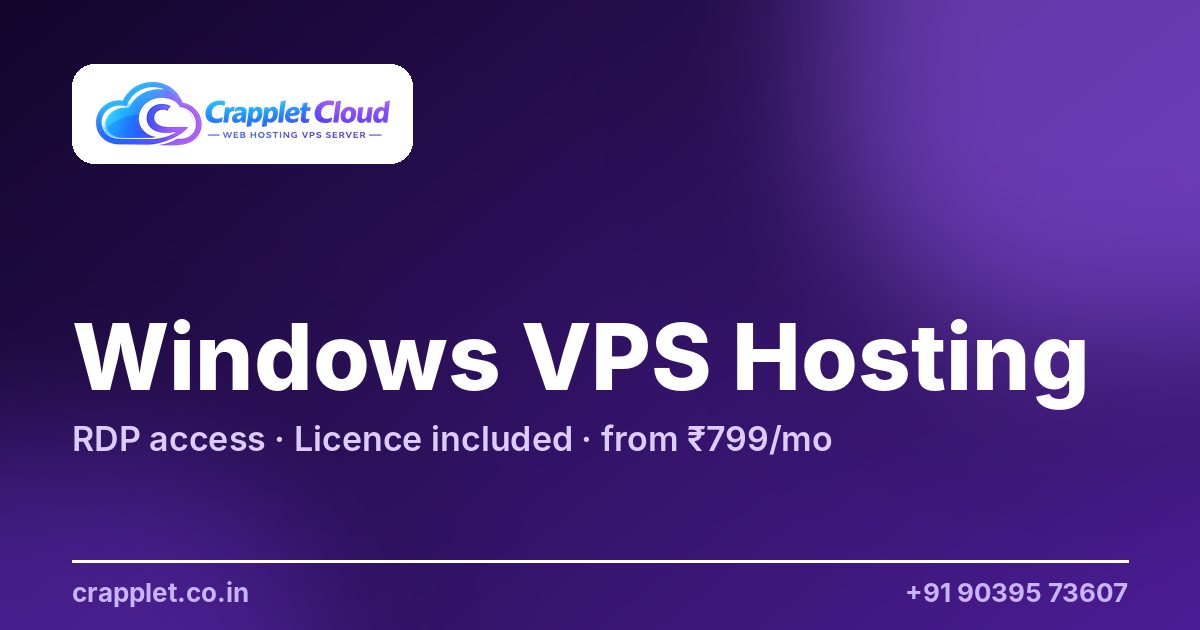 Crapplet Cloud
WEB HOSTING VPS SERVER
Windows VPS Hosting
RDP access · Licence included · from ₹799/mo
crapplet.co.in
+91 90395 73607